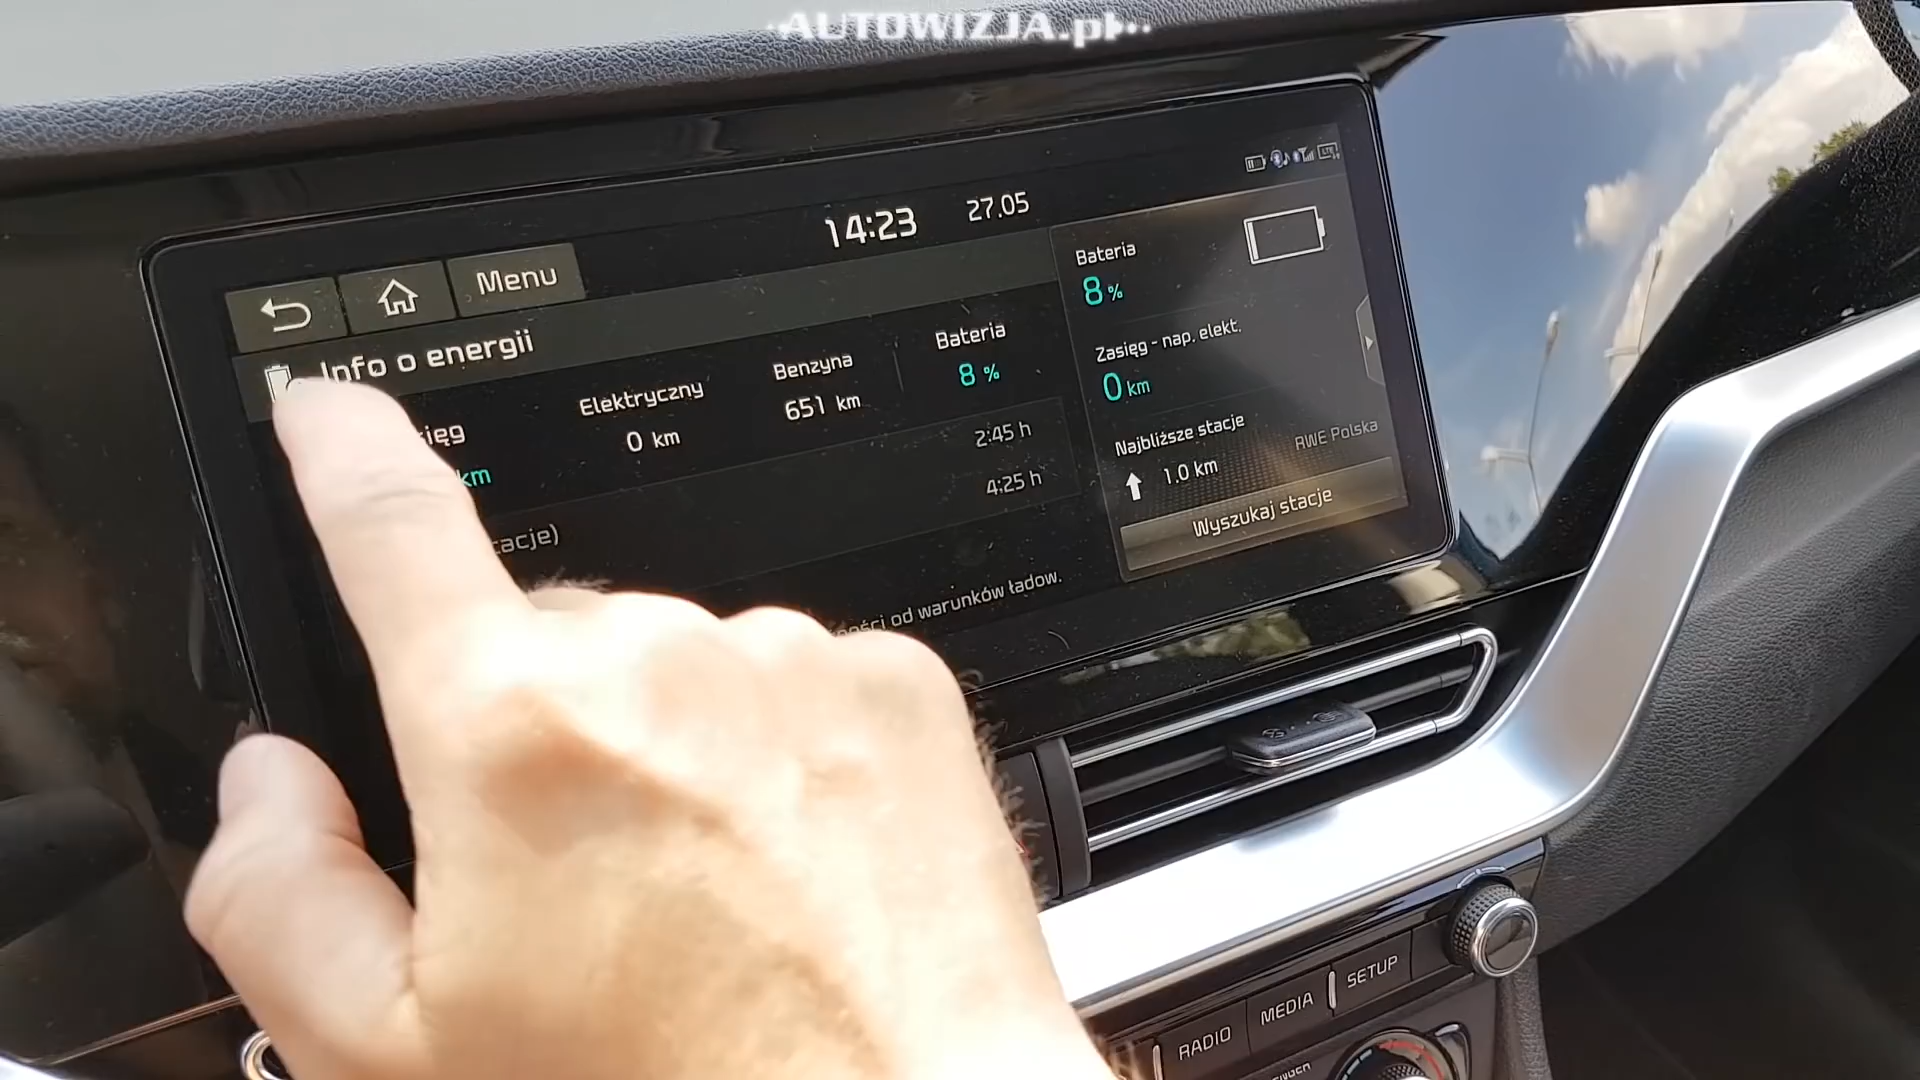 AUTOWIZJA.pl
14:23 27.05
Menu
Info o energii
Bateria
8 %
Elektryczny
0 km
Benzyna
651 km
Bateria
8 %
km
2:45 h
4:25 h
od warunków ładow.
Zasięg - nap. elekt.
0 km
Najbliższe stacje
RWE Polska
1.0 km
Wyszukaj stacje
RADIO
MEDIA
SETUP